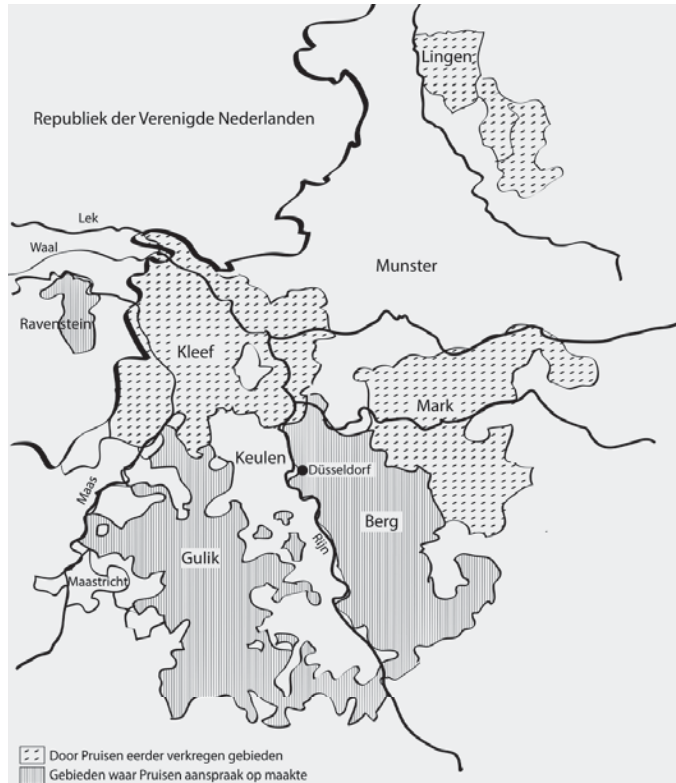 Lingen
Republiek der Verenigde Nederlanden
Lek
Waal
Munster
Ravenstein
Kleef
Mark
Keulen
Düsseldorf
Maas
Berg
Rijn
Gulik
Maastricht
Door Pruisen eerder verkregen gebieden
Gebieden waar Pruisen aanspraak op maakte